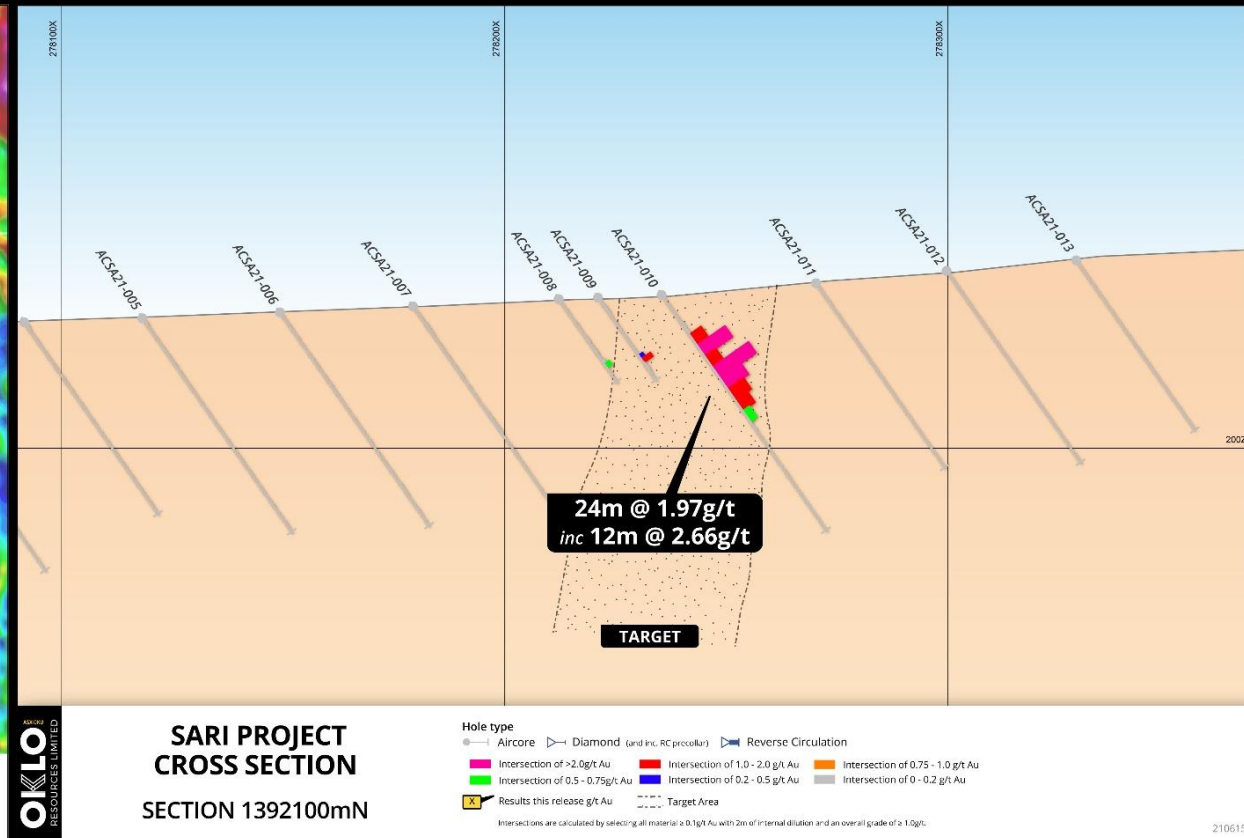 278100X
278200X
278300X
ACSA21-005
ACSA21-006
ACSA21-007
ACSA21-008
ACSA21-009
ACSA21-010
ACSA21-011
ACSA21-012
ACSA21-013
200Z
24m @ 1.97g/t
inc 12m @ 2.66g/t
TARGET
ASX:OKU
OKLO
RESOURCES LIMITED
SARI PROJECT
CROSS SECTION
SECTION 1392100mN
Hole type
Aircore Diamond (and inc. RC precollar) Reverse Circulation
Intersection of >2.0g/t Au Intersection of 1.0 - 2.0 g/t Au Intersection of 0.75 - 1.0 g/t Au
Intersection of 0.5 - 0.75g/t Au Intersection of 0.2 - 0.5 g/t Au Intersection of 0 - 0.2 g/t Au
X Results this release g/t Au Target Area
Intersections are calculated by selecting all material ≥ 0.1g/t Au with 2m of internal dilution and an overall grade of ≥ 1.0g/t.
210615